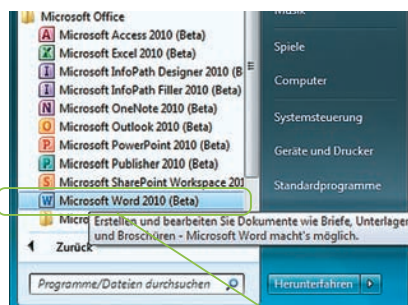 Microsoft Office
Microsoft Access 2010 (Beta)
Microsoft Excel 2010 (Beta)
Microsoft InfoPath Designer 2010 (B
Microsoft InfoPath Filler 2010 (Beta)
Microsoft OneNote 2010 (Beta)
Microsoft Outlook 2010 (Beta)
Microsoft PowerPoint 2010 (Beta)
Microsoft Publisher 2010 (Beta)
Microsoft SharePoint Workspace 201
Microsoft Word 2010 (Beta)
Micro
Erstellen und bearbeiten Sie Dokumente wie Briefe, Unterlagen
und Broschüren - Microsoft Word macht's möglich.
Zurück
Programme/Dateien durchsuchen
Musik
Spiele
Computer
Systemsteuerung
Geräte und Drucker
Standardprogramme
Herunterfahren